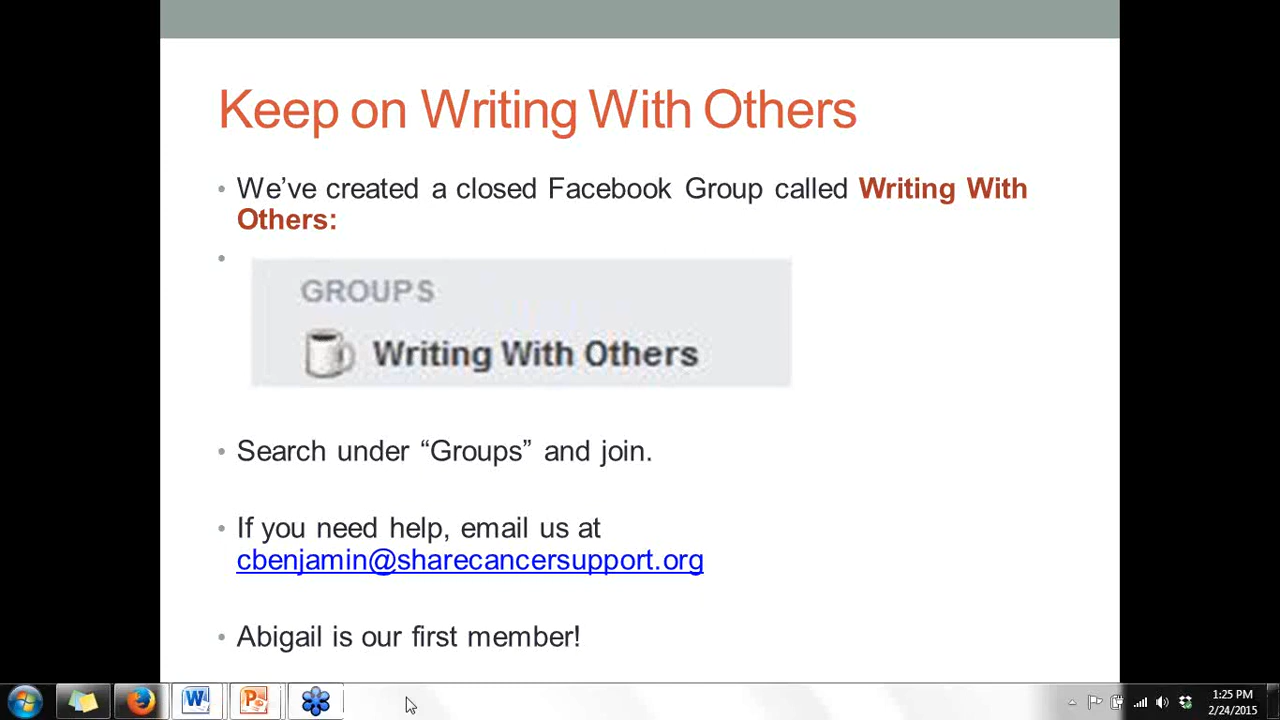 Keep on Writing With Others
• We’ve created a closed Facebook Group called Writing With
Others:
•
GROUPS
Writing With Others
• Search under “Groups” and join.
• If you need help, email us at
cbenjamin@sharecancersupport.org
• Abigail is our first member!
1:25 PM
2/24/2015